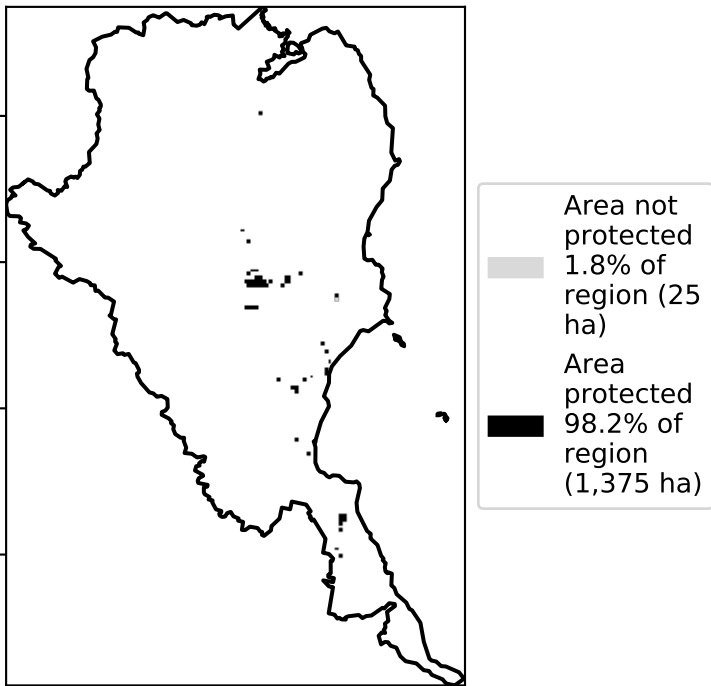 Area not
protected
1.8% of
region (25
ha)
Area
protected
98.2% of
region
(1,375 ha)